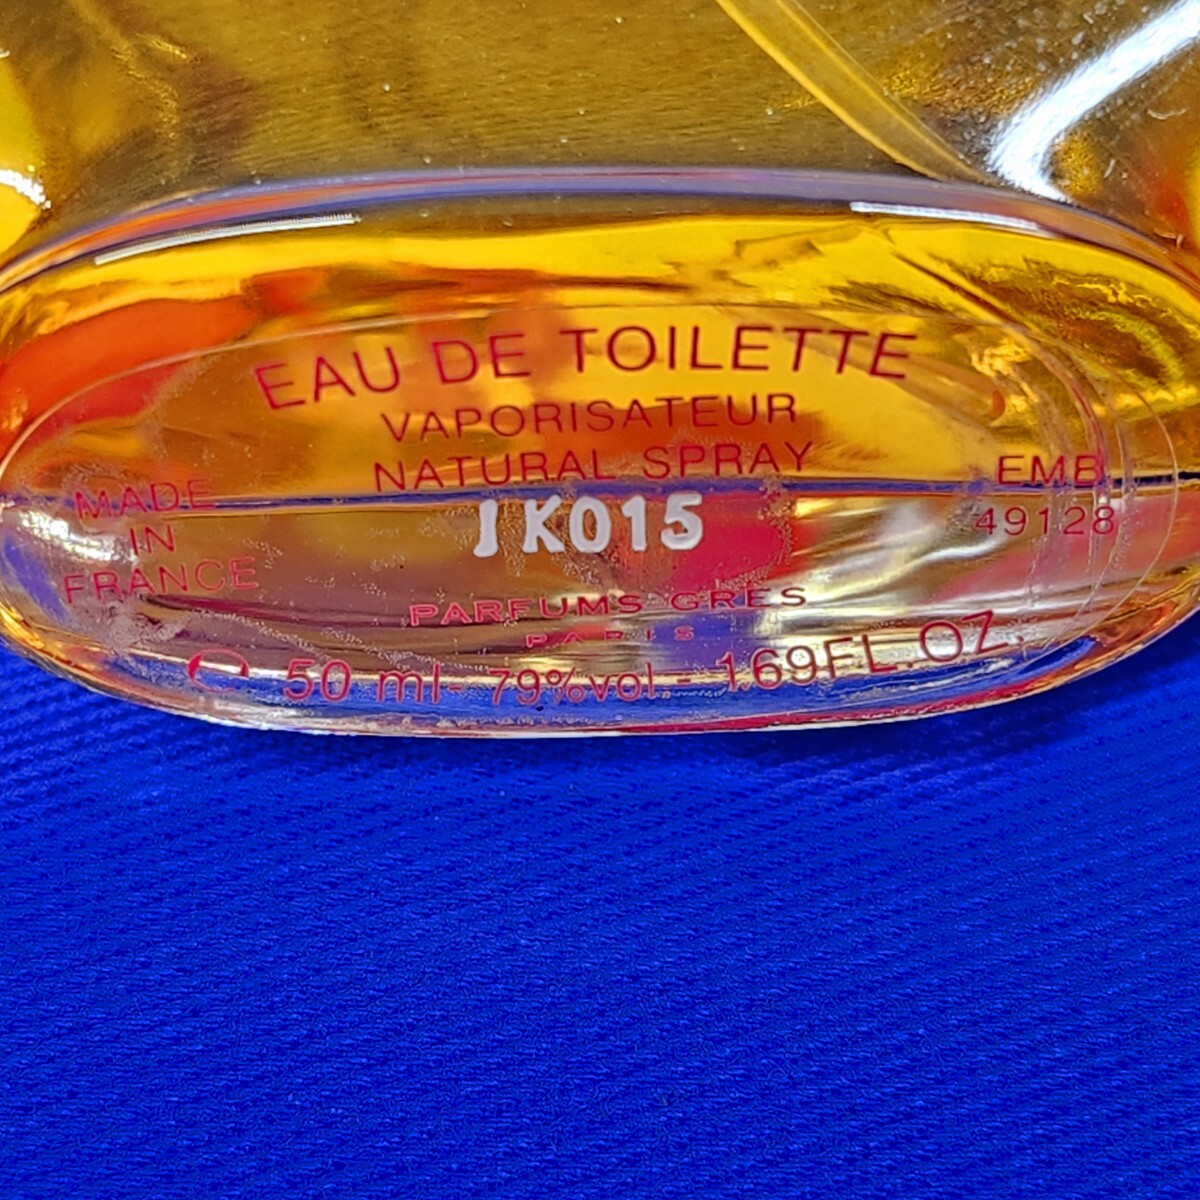 EAU DE TOILETTE
VAPORISATEUR
NATURAL SPRAY
MADE
IN
FRANCE
JK015
EMB
49128
PARFUMS GRÈS
PARIS
℮ 50 ml - 79%vol. - 1.69FL.OZ.